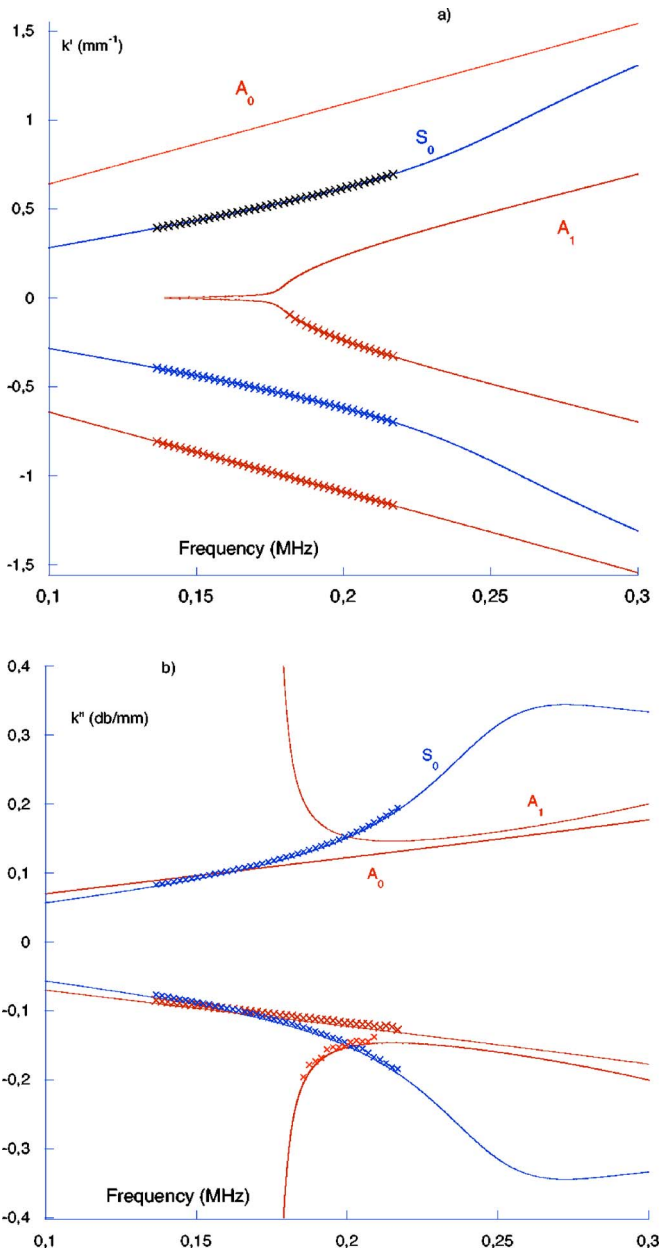 a)
1,5
k' (mm⁻¹)
A₀
1
S₀
0,5
A₁
0
-0,5
-1
Frequency (MHz)
-1,5
0,1 0,15 0,2 0,25 0,3
0,4
b)
k" (db/mm)
0,3
S₀
0,2
A₁
0,1
A₀
0
-0,1
-0,2
-0,3
Frequency (MHz)
-0,4
0,1 0,15 0,2 0,25 0,3